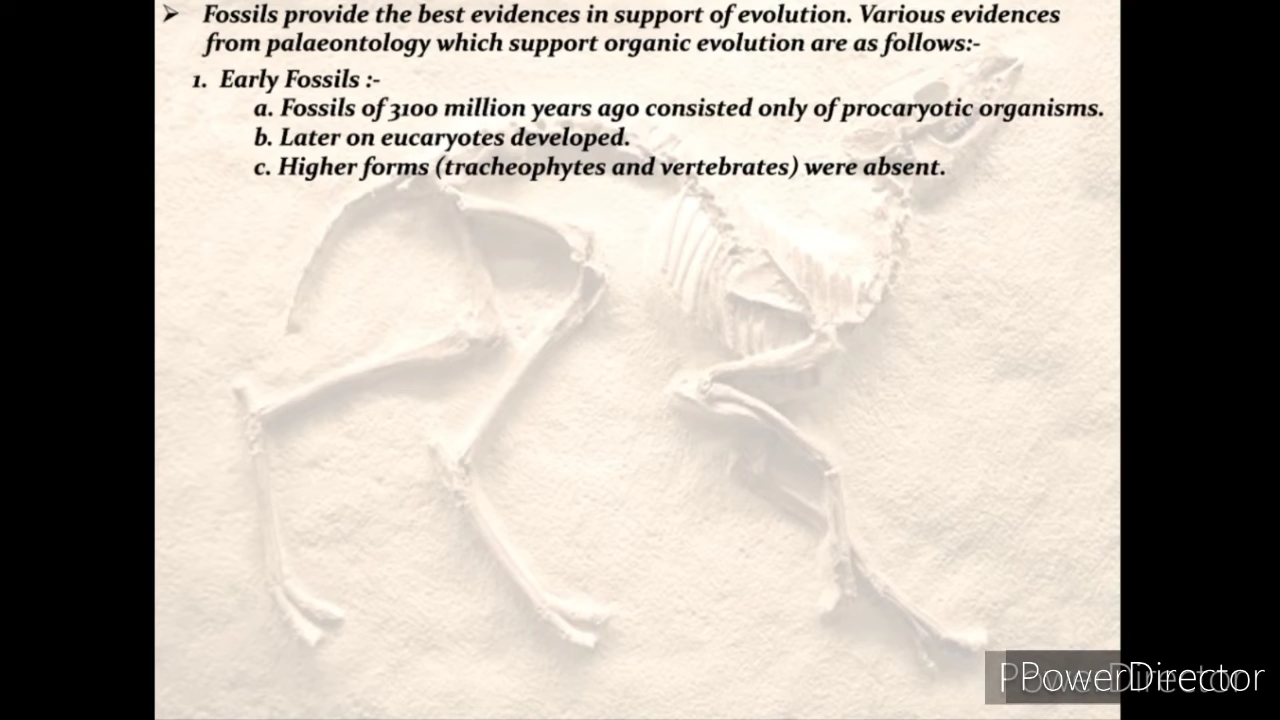 ➤ Fossils provide the best evidences in support of evolution. Various evidences
from palaeontology which support organic evolution are as follows:-
1. Early Fossils :-
a. Fossils of 3100 million years ago consisted only of procaryotic organisms.
b. Later on eucaryotes developed.
c. Higher forms (tracheophytes and vertebrates) were absent.
PowerDirector